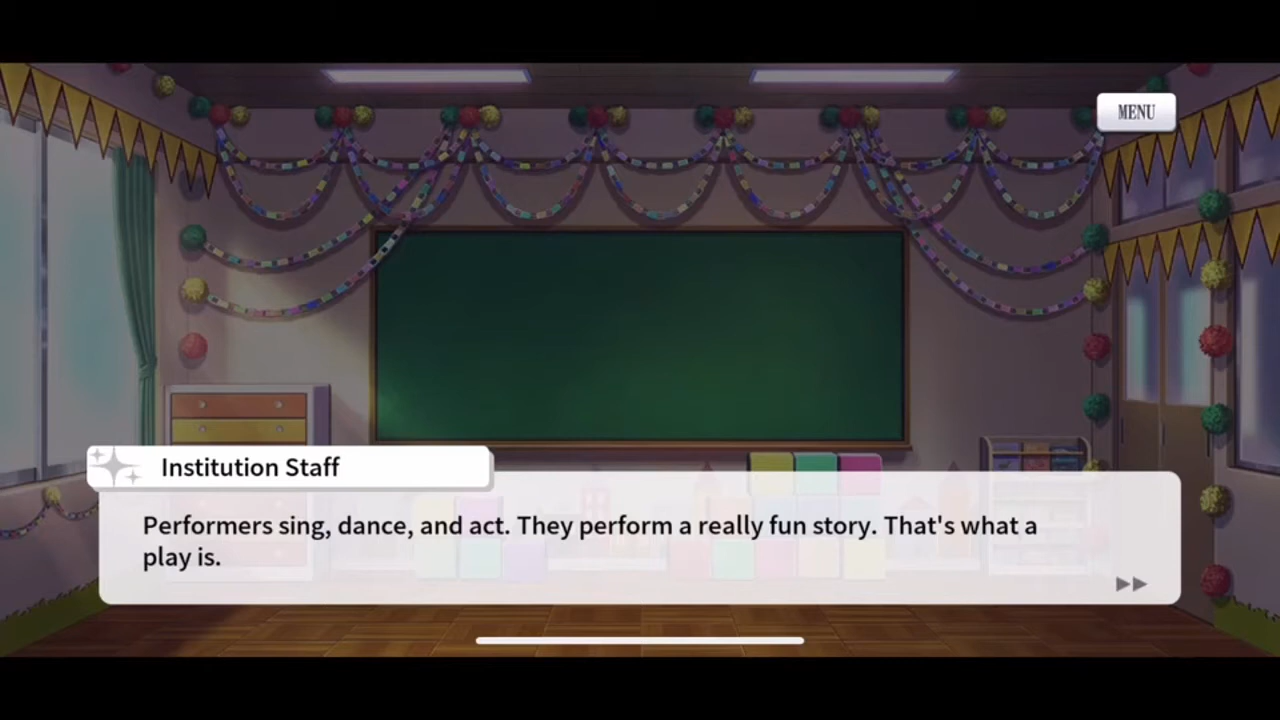 MENU
Institution Staff
Performers sing, dance, and act. They perform a really fun story. That's what a
play is.